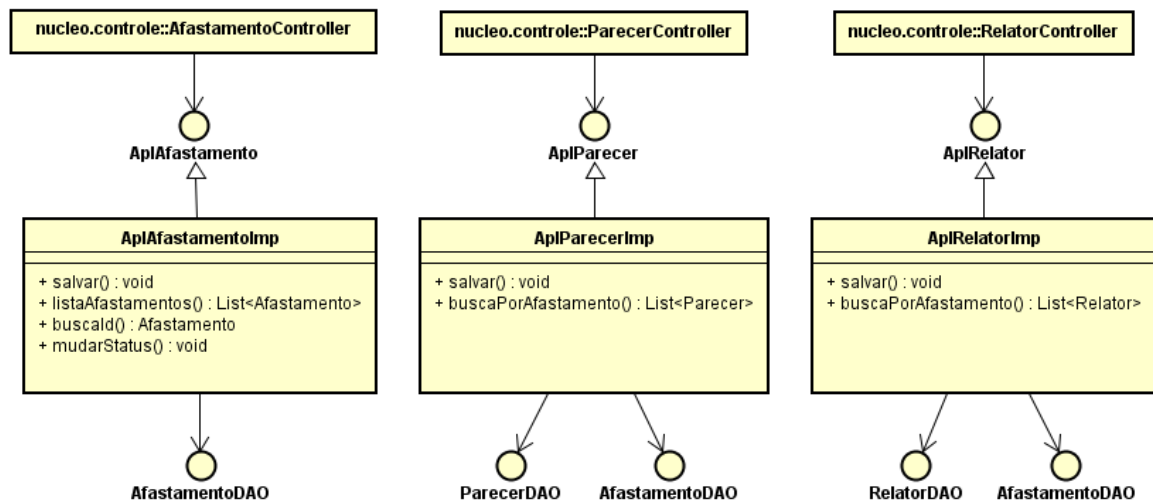 nucleo.controle::AfastamentoController
AplAfastamento
AplAfastamentoImp
+ salvar() : void
+ listaAfastamentos() : List<Afastamento>
+ buscaId() : Afastamento
+ mudarStatus() : void
AfastamentoDAO
nucleo.controle::ParecerController
AplParecer
AplParecerImp
+ salvar() : void
+ buscaPorAfastamento() : List<Parecer>
ParecerDAO
AfastamentoDAO
nucleo.controle::RelatorController
AplRelator
AplRelatorImp
+ salvar() : void
+ buscaPorAfastamento() : List<Relator>
RelatorDAO
AfastamentoDAO